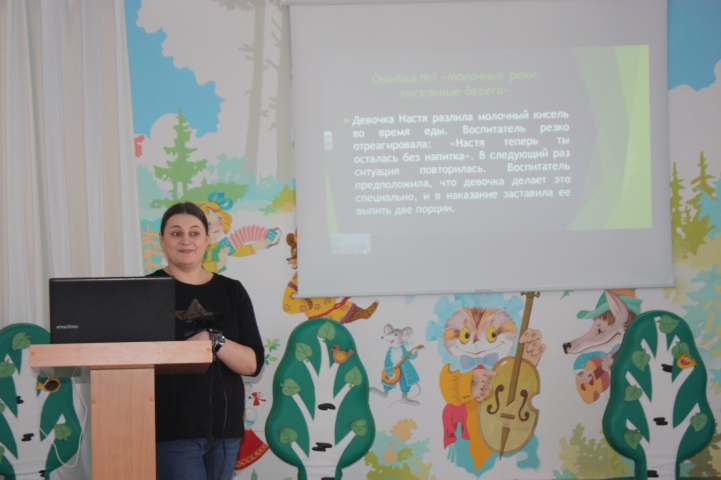 Ошибка №1 «Молочные реки
кисельные берега»
Девочка Настя разлила молочный кисель
во время еды. Воспитатель резко
отреагировала: «Настя теперь ты
осталась без напитка». В следующий раз
ситуация повторилась. Воспитатель
предположила, что девочка делает это
специально, и в наказание заставила ее
выпить две порции.
emachines